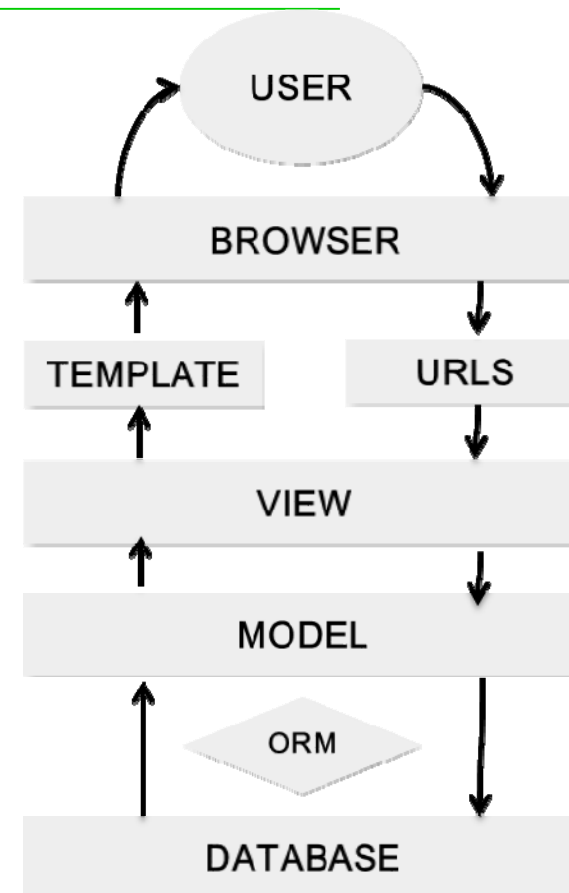 USER
BROWSER
TEMPLATE
URLS
VIEW
MODEL
ORM
DATABASE